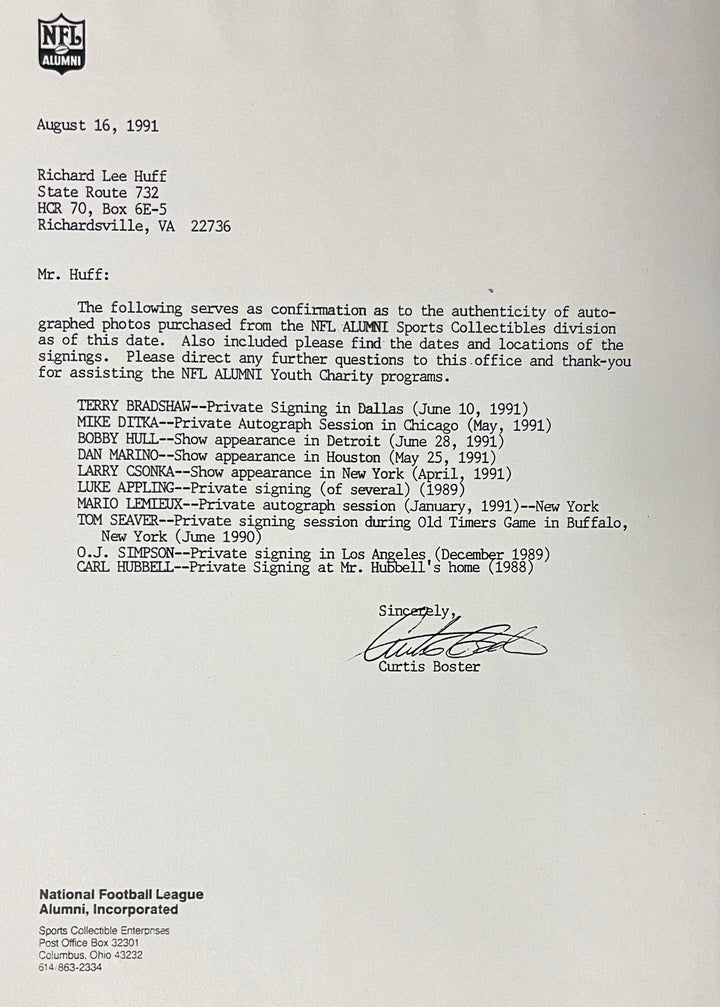 NFL
ALUMNI
August 16, 1991
Richard Lee Huff
State Route 732
HCR 70, Box 6E-5
Richardsville, VA  22736
Mr. Huff:
The following serves as confirmation as to the authenticity of auto-
graphed photos purchased from the NFL ALUMNI Sports Collectibles division
as of this date.  Also included please find the dates and locations of the
signings.  Please direct any further questions to this office and thank-you
for assisting the NFL ALUMNI Youth Charity programs.
TERRY BRADSHAW--Private Signing in Dallas (June 10, 1991)
MIKE DITKA--Private Autograph Session in Chicago (May, 1991)
BOBBY HULL--Show appearance in Detroit (June 28, 1991)
DAN MARINO--Show appearance in Houston (May 25, 1991)
LARRY CSONKA--Show appearance in New York (April, 1991)
LUKE APPLING--Private signing (of several) (1989)
MARIO LEMIEUX--Private autograph session (January, 1991)--New York
TOM SEAVER--Private signing session during Old Timers Game in Buffalo,
New York (June 1990)
O.J. SIMPSON--Private signing in Los Angeles (December 1989)
CARL HUBBELL--Private Signing at Mr. Hubbell's home (1988)
Sincerely,
Curtis Boster
National Football League
Alumni, Incorporated
Sports Collectible Enterprises
Post Office Box 32301
Columbus, Ohio 43232
614/863-2334